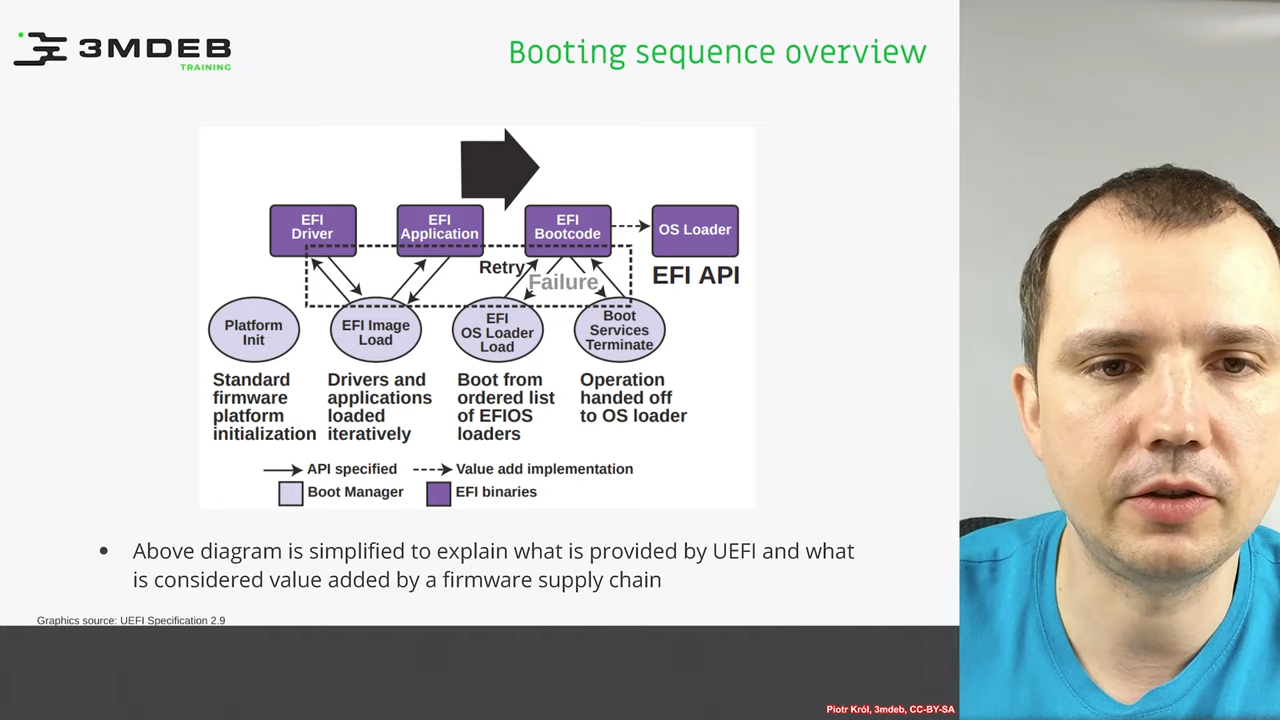 3MDEB
TRAINING
Booting sequence overview
EFI
Driver
EFI
Application
EFI
Bootcode
OS Loader
Retry
Failure
EFI API
Platform
Init
EFI Image
Load
EFI
OS Loader
Load
Boot
Services
Terminate
Standard
firmware
platform
initialization
Drivers and
applications
loaded
iteratively
Boot from
ordered list
of EFIOS
loaders
Operation
handed off
to OS loader
API specified
Value add implementation
Boot Manager
EFI binaries
• Above diagram is simplified to explain what is provided by UEFI and what
is considered value added by a firmware supply chain
Graphics source: UEFI Specification 2.9
Piotr Król, 3mdeb, CC-BY-SA